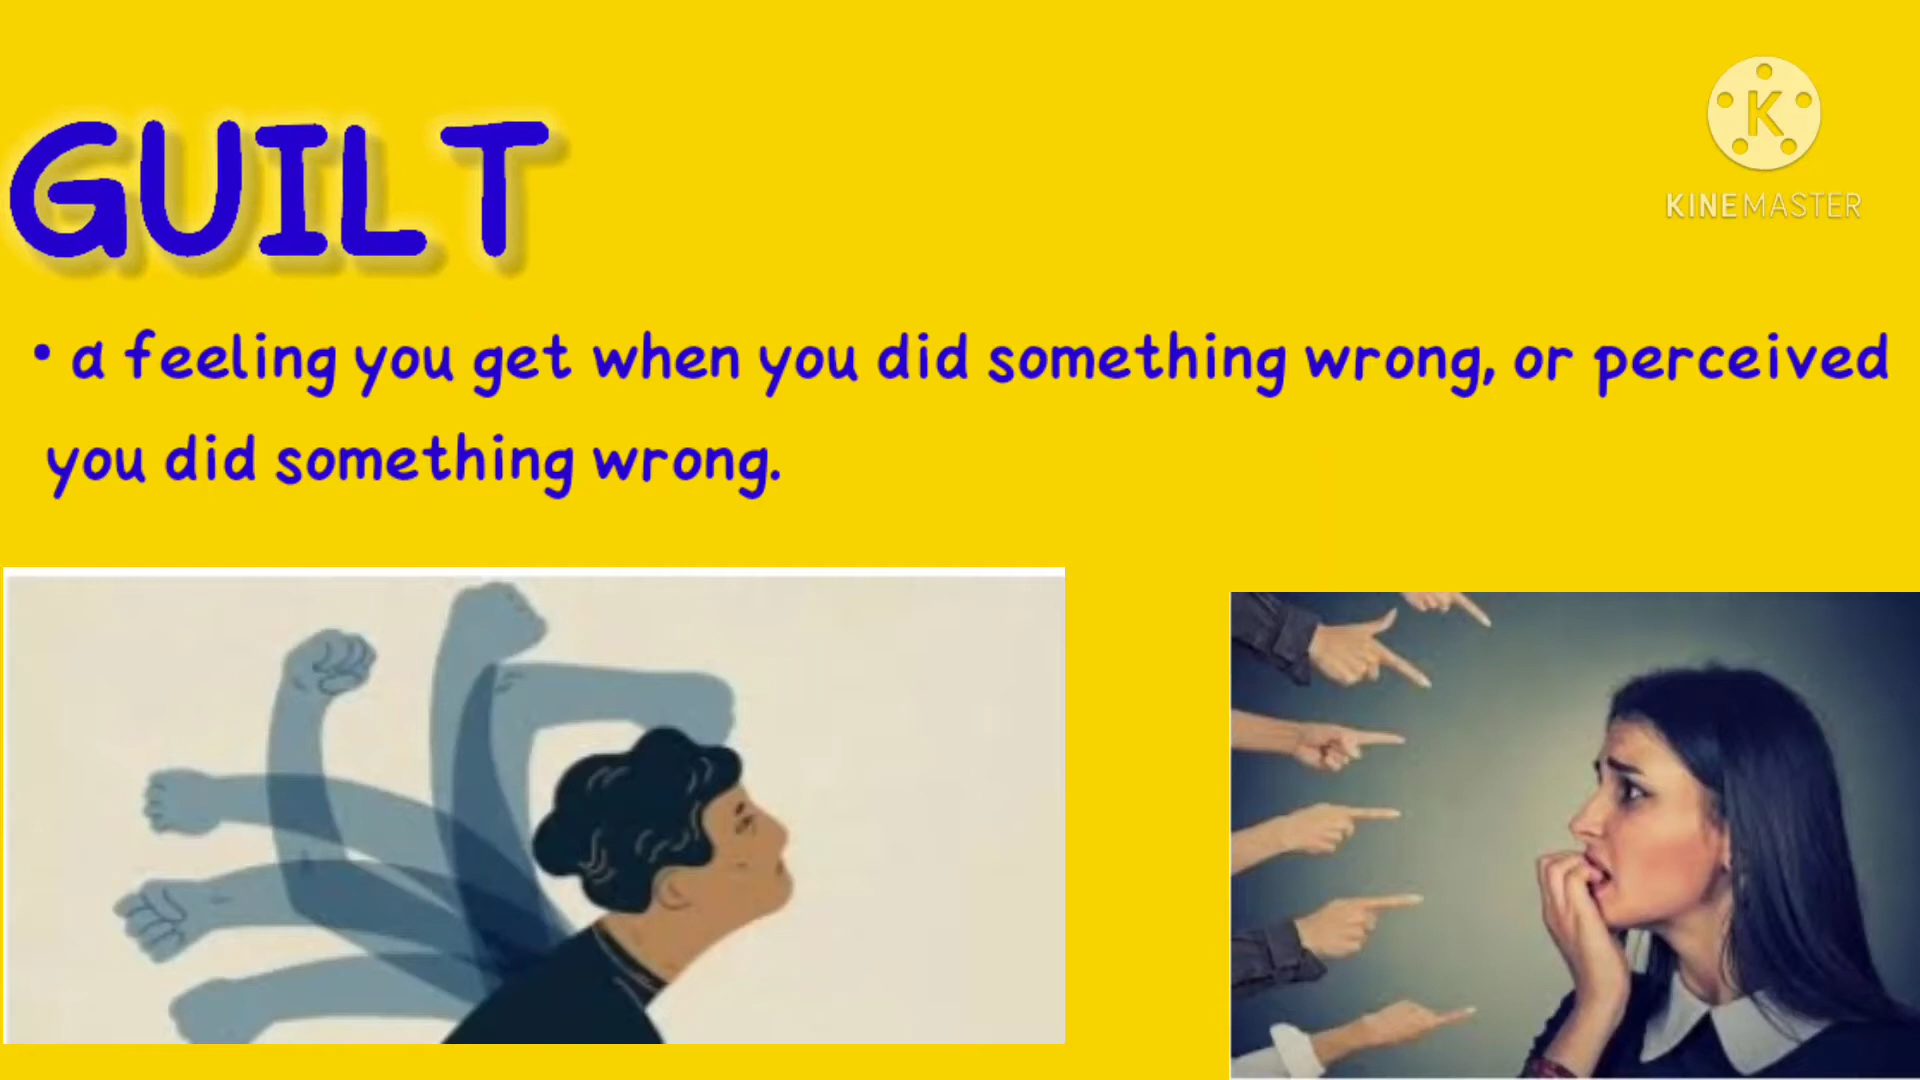 GUILT
K
KINEMASTER
• a feeling you get when you did something wrong, or perceived
you did something wrong.